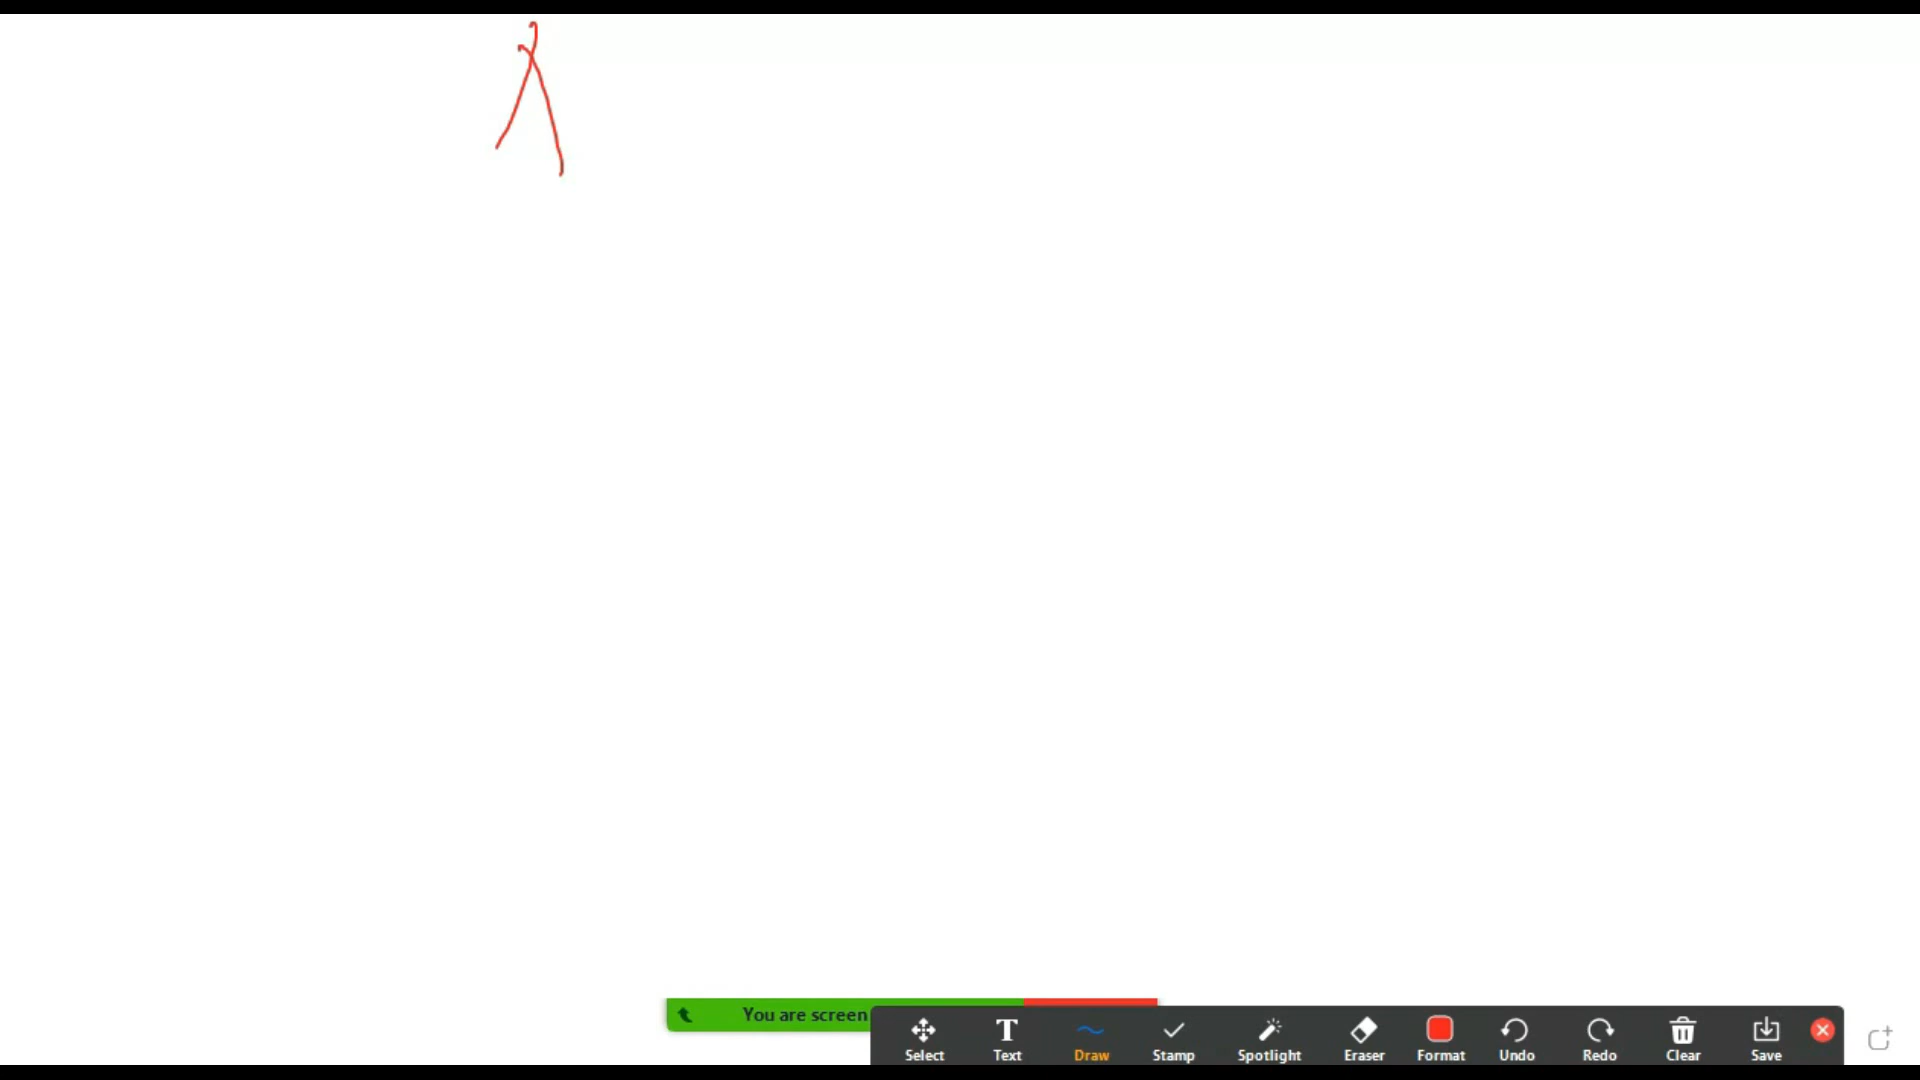 You are screen
Select Text Draw Stamp Spotlight Eraser Format Undo Redo Clear Save